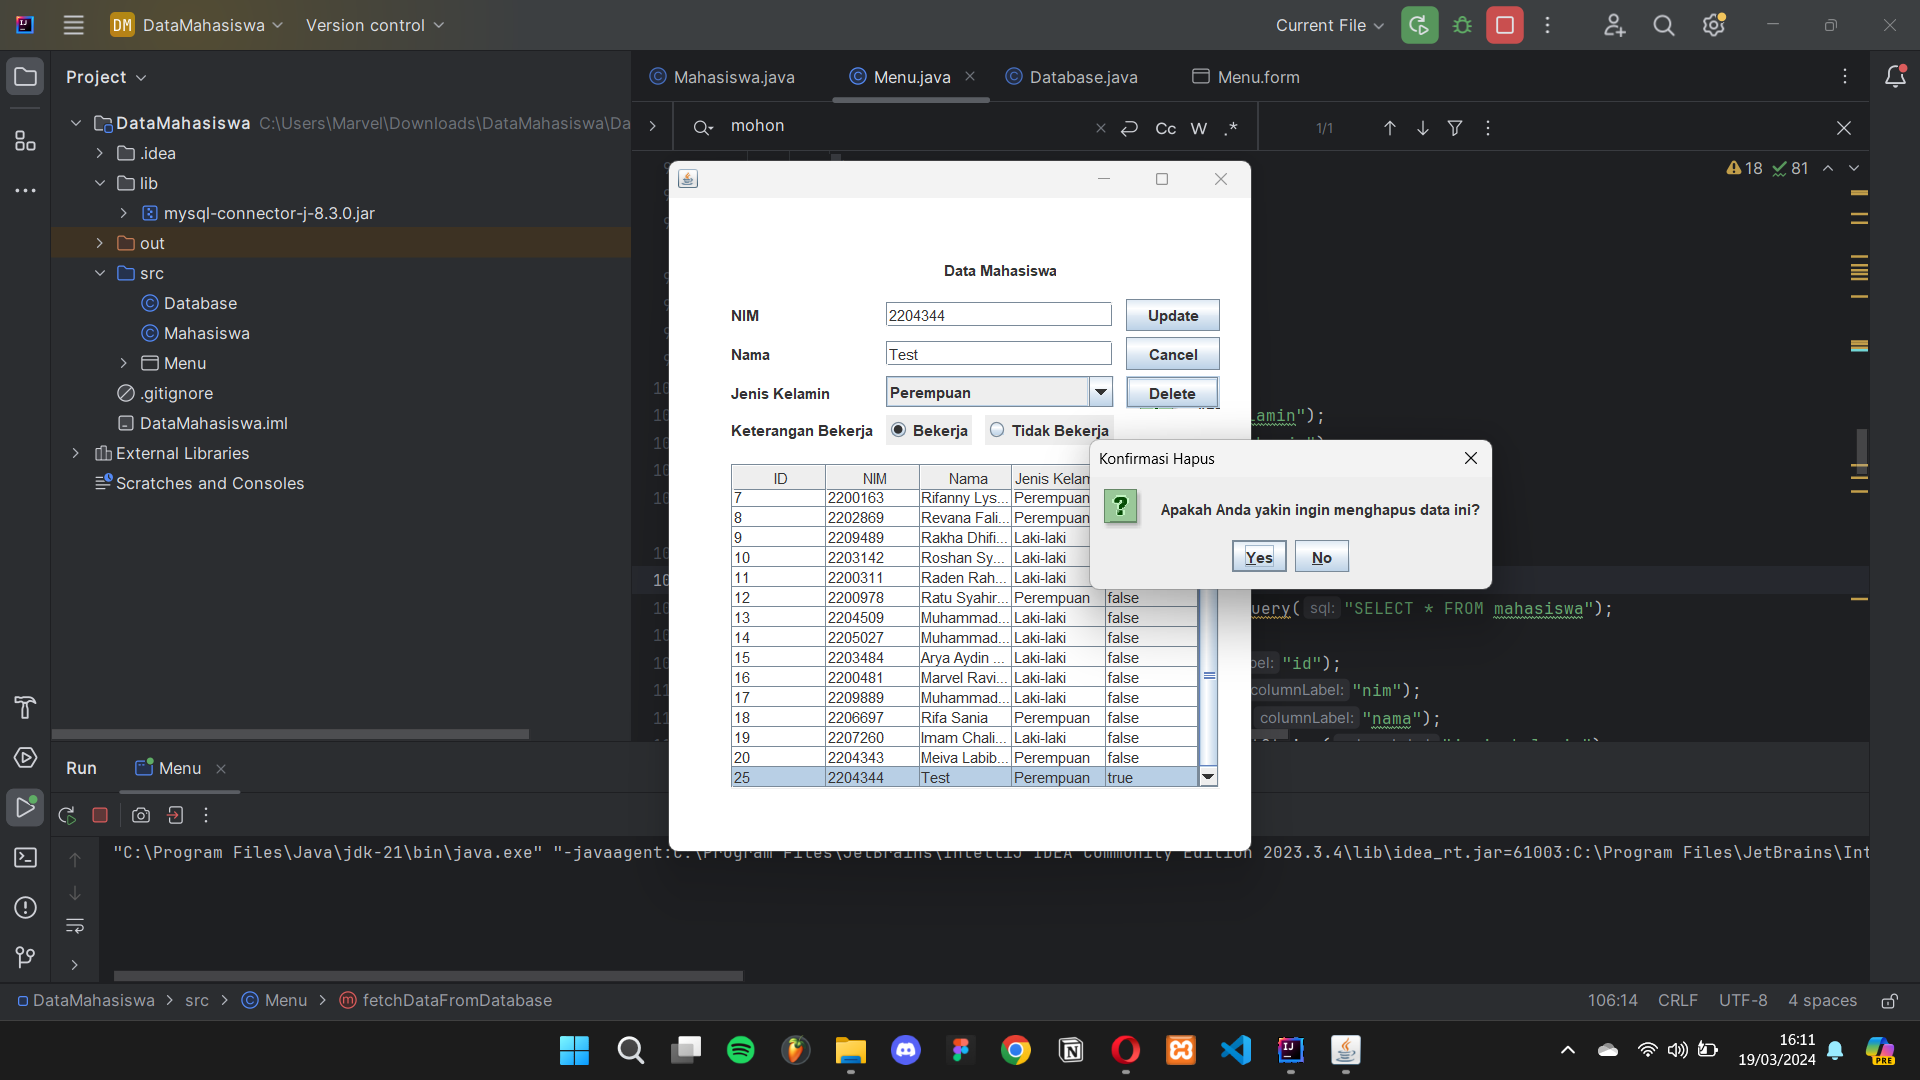 DM DataMahasiswa Version control Current File
Project
Mahasiswa.java Menu.java Database.java Menu.form
mohon Cc W .* 1/1
DataMahasiswa C:\Users\Marvel\Downloads\DataMahasiswa\Da
.idea
lib
mysql-connector-j-8.3.0.jar
out
src
Database
Mahasiswa
Menu
.gitignore
DataMahasiswa.iml
External Libraries
Scratches and Consoles
18 81
Data Mahasiswa
NIM 2204344 Update
Nama Test Cancel
Jenis Kelamin Perempuan Delete
Keterangan Bekerja Bekerja Tidak Bekerja
ID NIM Nama Jenis Kelam
7 2200163 Rifanny Lys... Perempuan
8 2202869 Revana Fali... Perempuan
9 2209489 Rakha Dhifi... Laki-laki
10 2203142 Roshan Sy... Laki-laki
11 2200311 Raden Rah... Laki-laki
12 2200978 Ratu Syahir... Perempuan false
13 2204509 Muhammad... Laki-laki false
14 2205027 Muhammad... Laki-laki false
15 2203484 Arya Aydin ... Laki-laki false
16 2200481 Marvel Ravi... Laki-laki false
17 2209889 Muhammad... Laki-laki false
18 2206697 Rifa Sania Perempuan false
19 2207260 Imam Chali... Laki-laki false
20 2204343 Meiva Labib... Perempuan false
25 2204344 Test Perempuan true
Konfirmasi Hapus
Apakah Anda yakin ingin menghapus data ini?
Yes No
lamin");
uery( sql: "SELECT * FROM mahasiswa");
bel: "id");
columnLabel: "nim");
columnLabel: "nama");
Run Menu
"C:\Program Files\Java\jdk-21\bin\java.exe" "-javaagent:C:\Program Files\JetBrains\IntelliJ IDEA Community Edition 2023.3.4\lib\idea_rt.jar=61003:C:\Program Files\JetBrains\Int
DataMahasiswa > src > Menu > fetchDataFromDatabase
106:14 CRLF UTF-8 4 spaces
16:11
19/03/2024
PRE